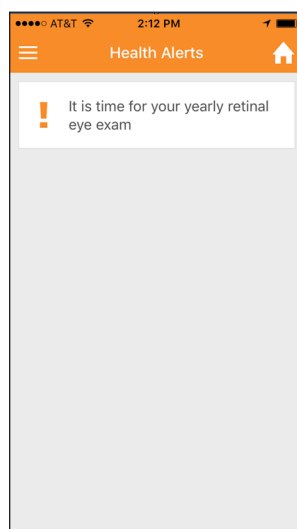 AT&T 2:12 PM
Health Alerts
! It is time for your yearly retinal
eye exam